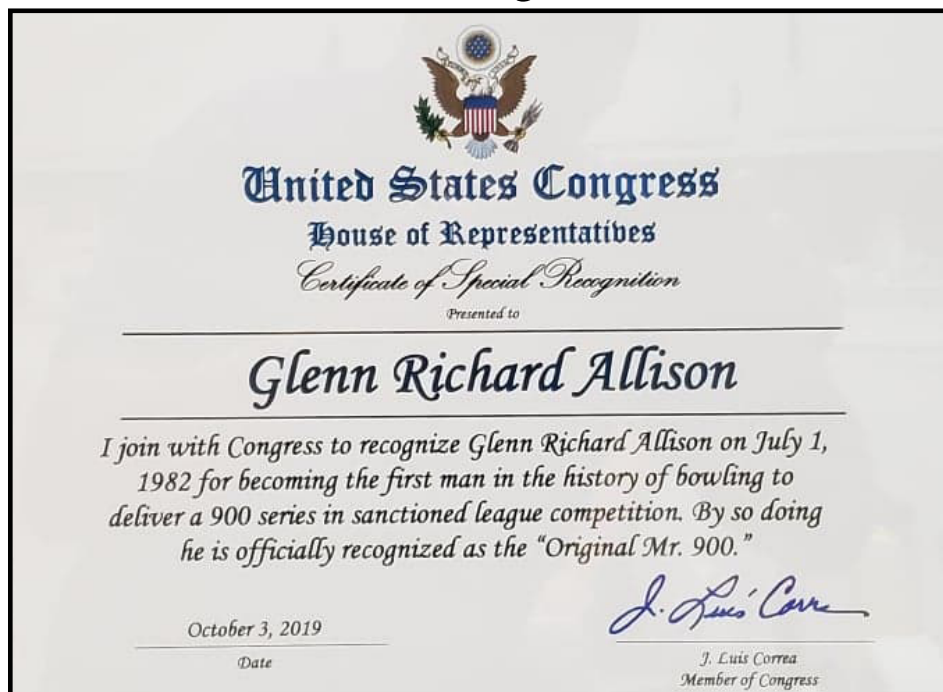 United States Congress
House of Representatives
Certificate of Special Recognition
Presented to
Glenn Richard Allison
I join with Congress to recognize Glenn Richard Allison on July 1,
1982 for becoming the first man in the history of bowling to
deliver a 900 series in sanctioned league competition. By so doing
he is officially recognized as the “Original Mr. 900.”
J. Luis Correa
October 3, 2019
Date
J. Luis Correa
Member of Congress